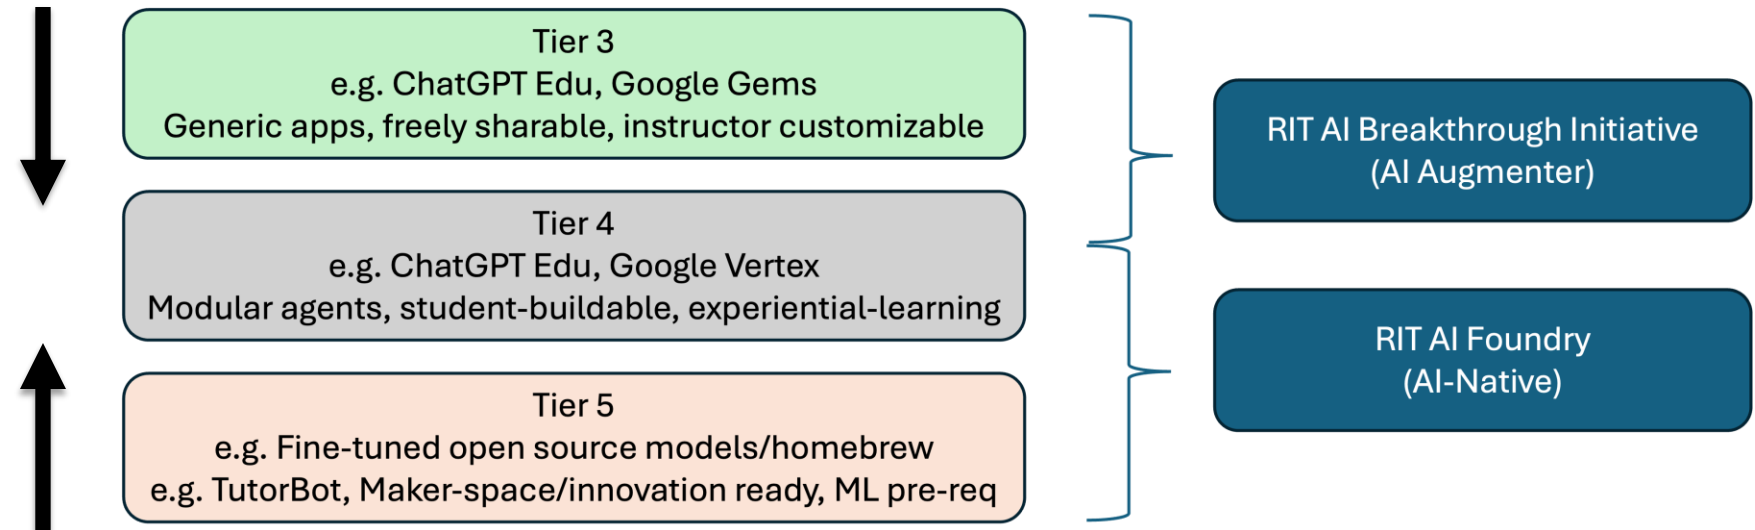 Tier 3
e.g. ChatGPT Edu, Google Gems
Generic apps, freely sharable, instructor customizable
Tier 4
e.g. ChatGPT Edu, Google Vertex
Modular agents, student-buildable, experiential-learning
Tier 5
e.g. Fine-tuned open source models/homebrew
e.g. TutorBot, Maker-space/innovation ready, ML pre-req
RIT AI Breakthrough Initiative
(AI Augmenter)
RIT AI Foundry
(AI-Native)